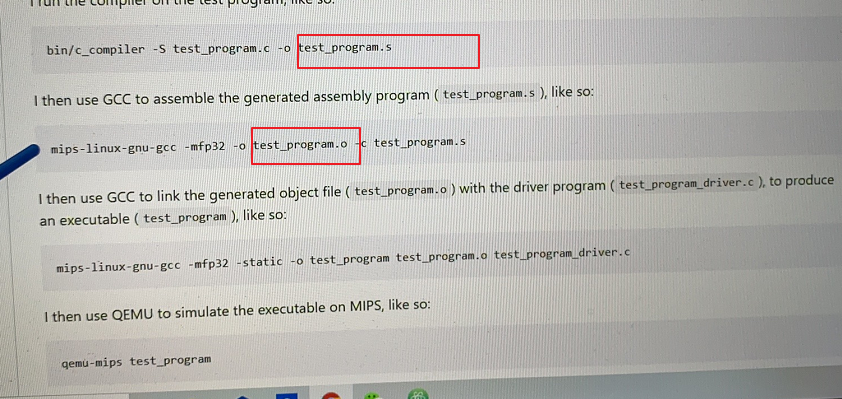 I run the compiler on the test program, like so:
bin/c_compiler -S test_program.c -o test_program.s
I then use GCC to assemble the generated assembly program ( test_program.s ), like so:
mips-linux-gnu-gcc -mfp32 -o test_program.o -c test_program.s
I then use GCC to link the generated object file ( test_program.o ) with the driver program ( test_program_driver.c ), to produce
an executable ( test_program ), like so:
mips-linux-gnu-gcc -mfp32 -static -o test_program test_program.o test_program_driver.c
I then use QEMU to simulate the executable on MIPS, like so:
qemu-mips test_program